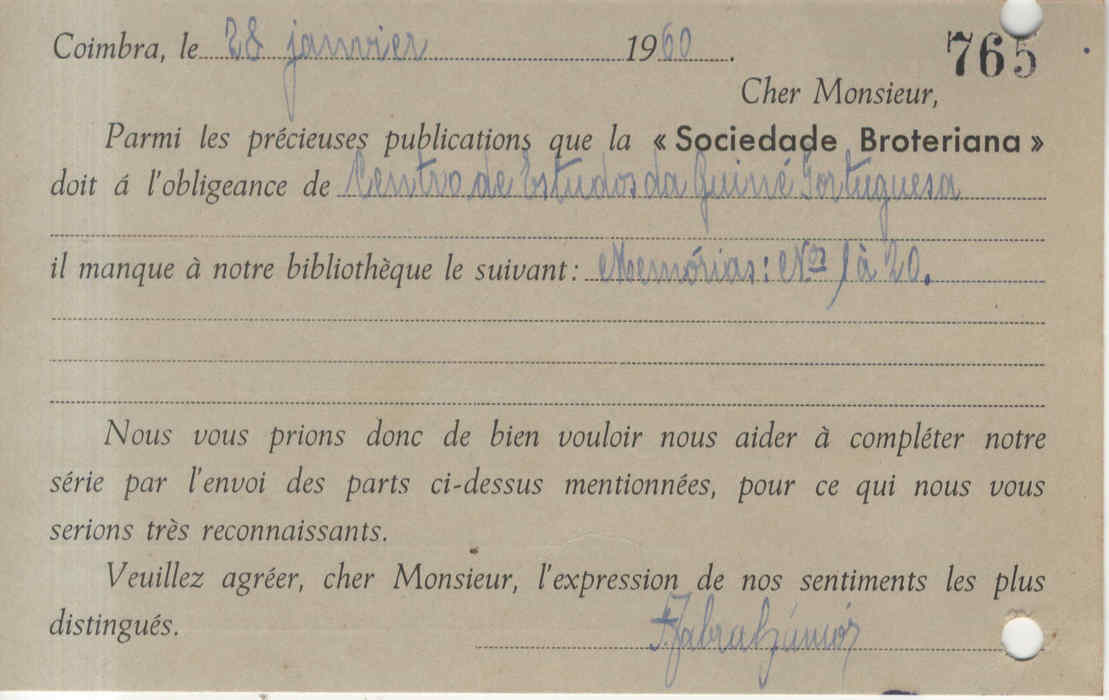 Coimbra, le 28 janvier 1960.
765
Cher Monsieur,
Parmi les précieuses publications que la « Sociedade Broteriana »
doit á l'obligeance de Centro de Estudos da Guiné Portuguesa
il manque à notre bibliothèque le suivant: Memórias: Nos 1 à 20.
Nous vous prions donc de bien vouloir nous aider à compléter notre
série par l'envoi des parts ci-dessus mentionnées, pour ce qui nous vous
serions très reconnaissants.
Veuillez agréer, cher Monsieur, l'expression de nos sentiments les plus
distingués.